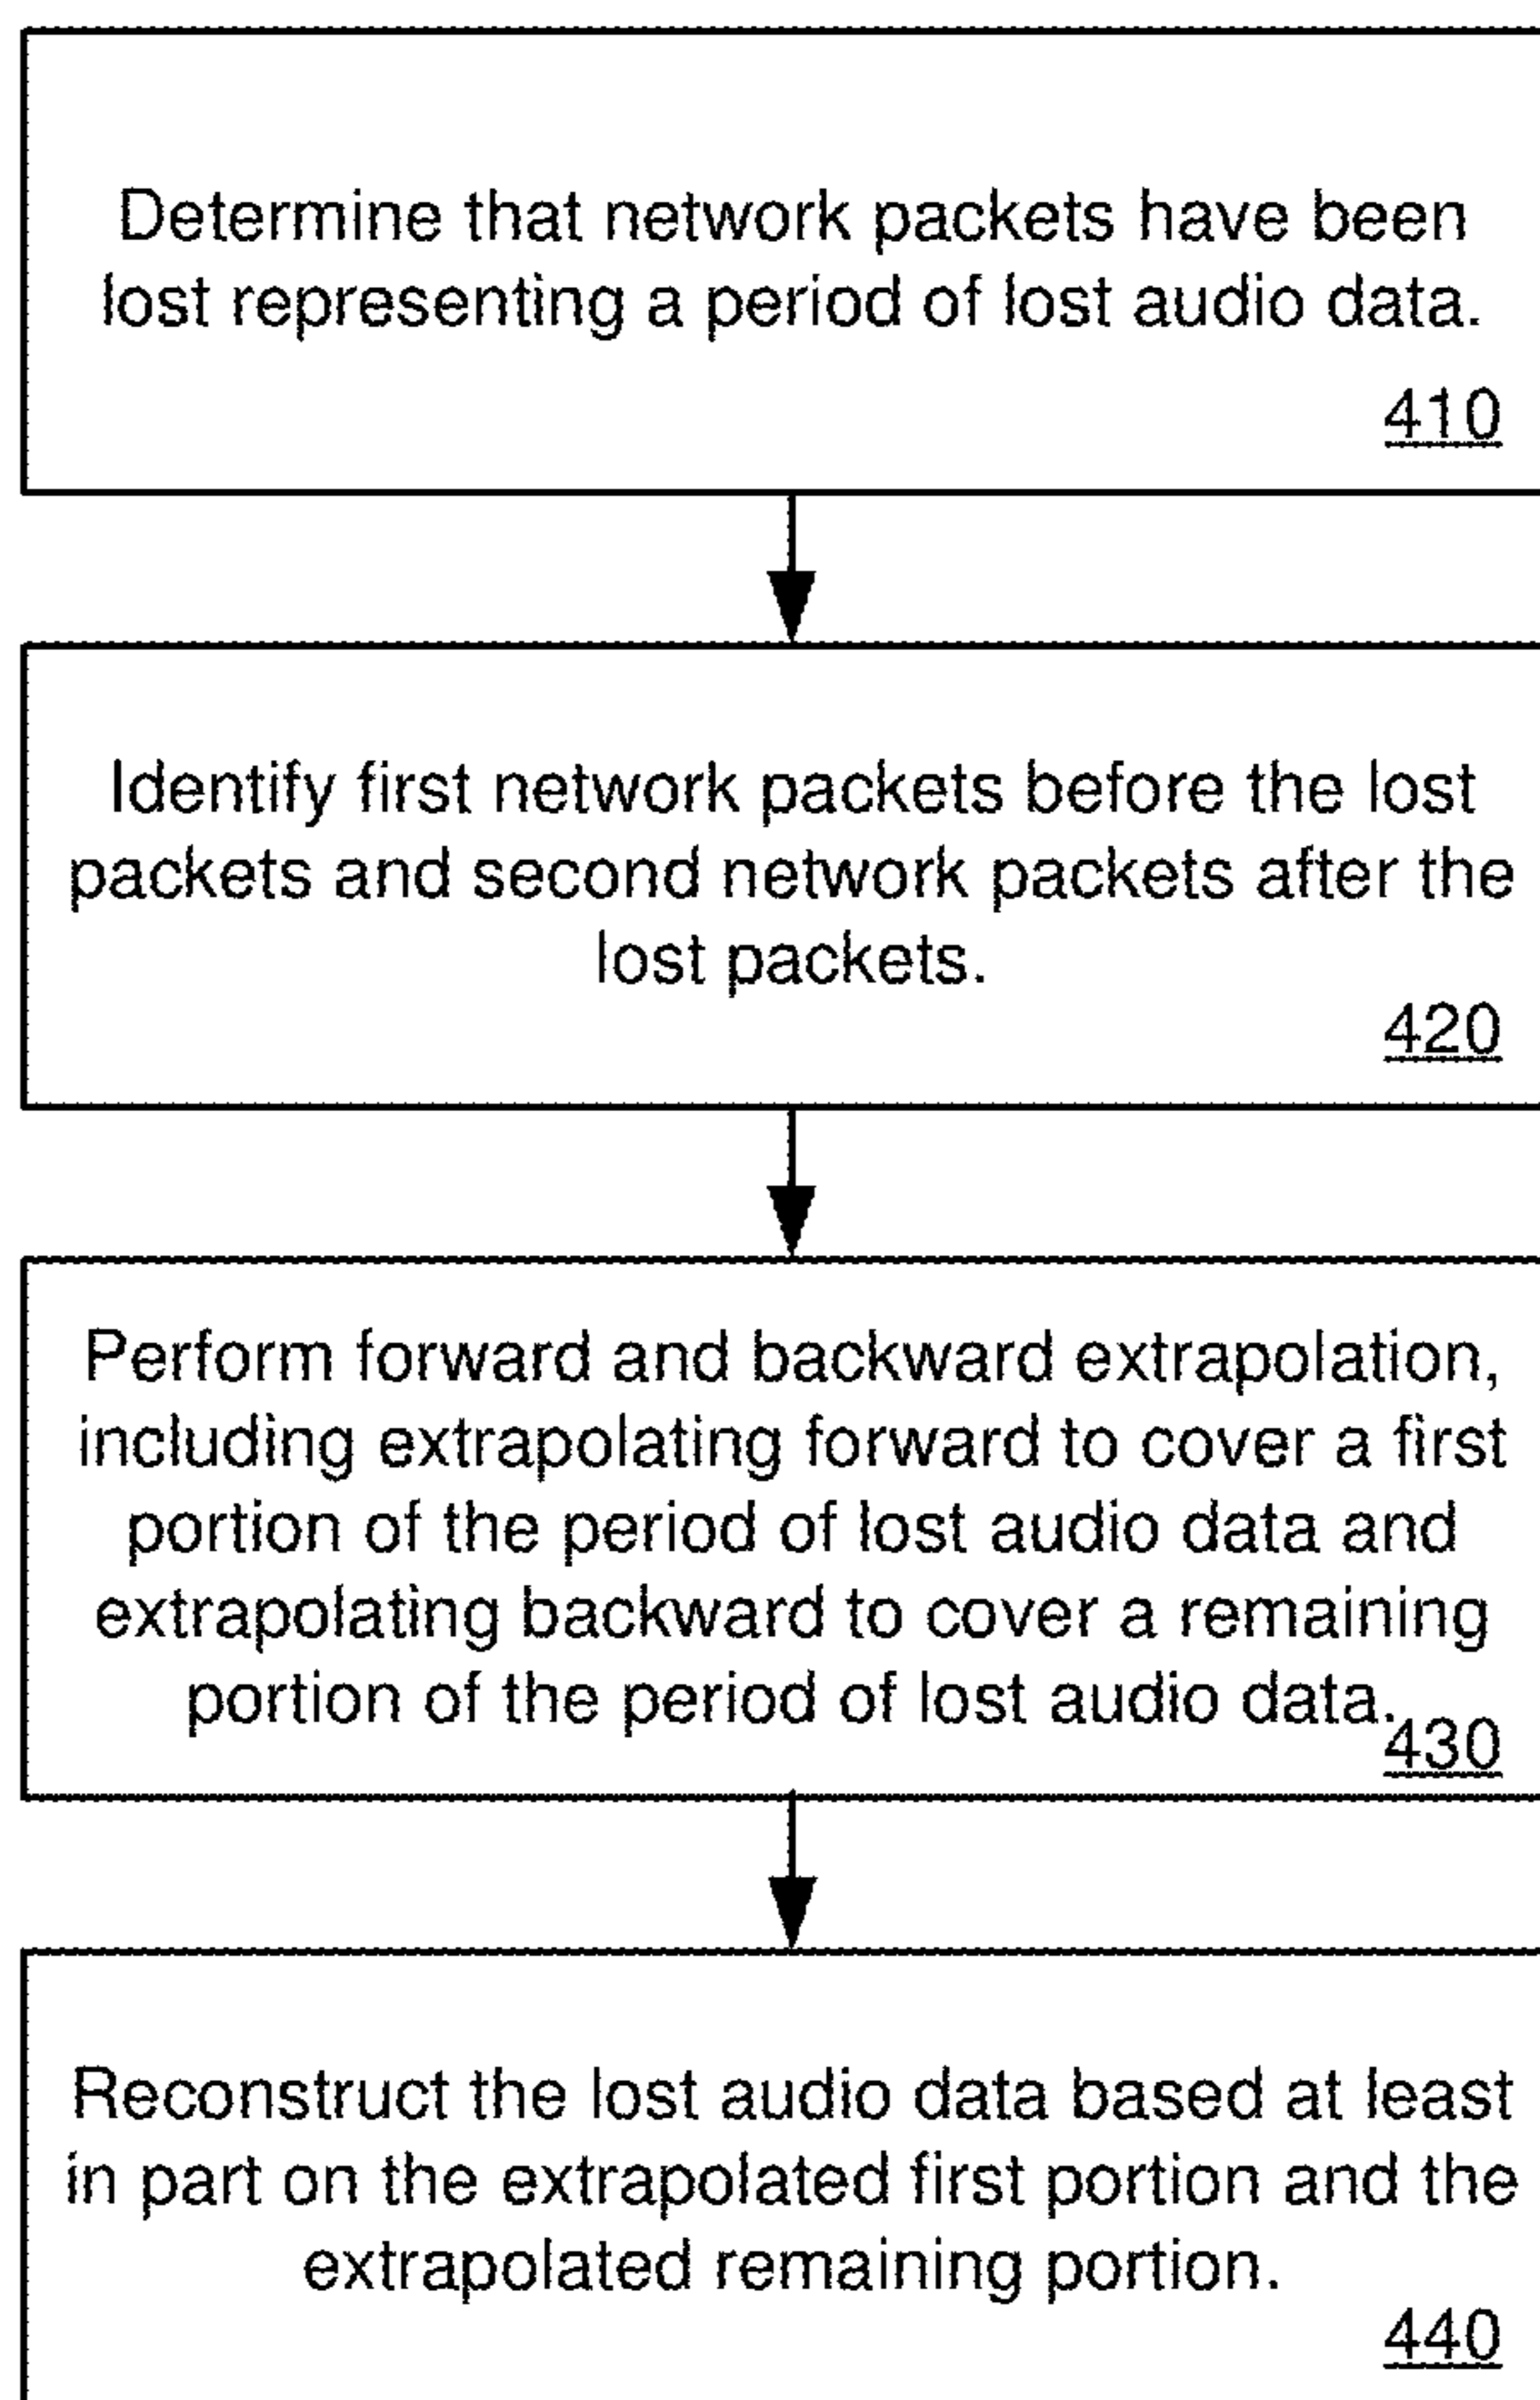 Determine that network packets have been
lost representing a period of lost audio data.
410
Identify first network packets before the lost
packets and second network packets after the
lost packets.
420
Perform forward and backward extrapolation,
including extrapolating forward to cover a first
portion of the period of lost audio data and
extrapolating backward to cover a remaining
portion of the period of lost audio data.
430
Reconstruct the lost audio data based at least
in part on the extrapolated first portion and the
extrapolated remaining portion.
440